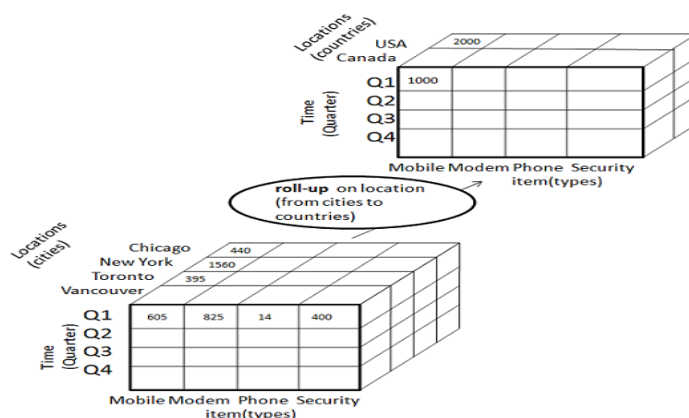 Locations
(countries)
USA 2000
Canada
Time
(Quarter)
Q1 1000
Q2
Q3
Q4
Mobile Modem Phone Security
item(types)
roll-up on location
(from cities to
countries)
Locations
(cities)
Chicago 440
New York 1560
Toronto 395
Vancouver
Time
(Quarter)
Q1 605 825 14 400
Q2
Q3
Q4
Mobile Modem Phone Security
item(types)